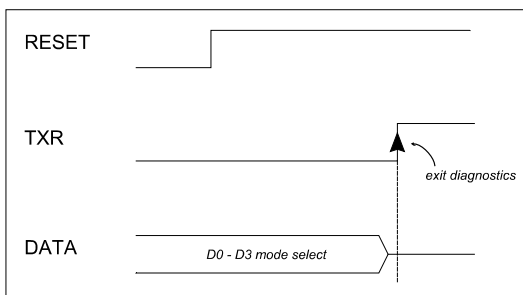 RESET
TXR
exit diagnostics
DATA
D0 - D3 mode select